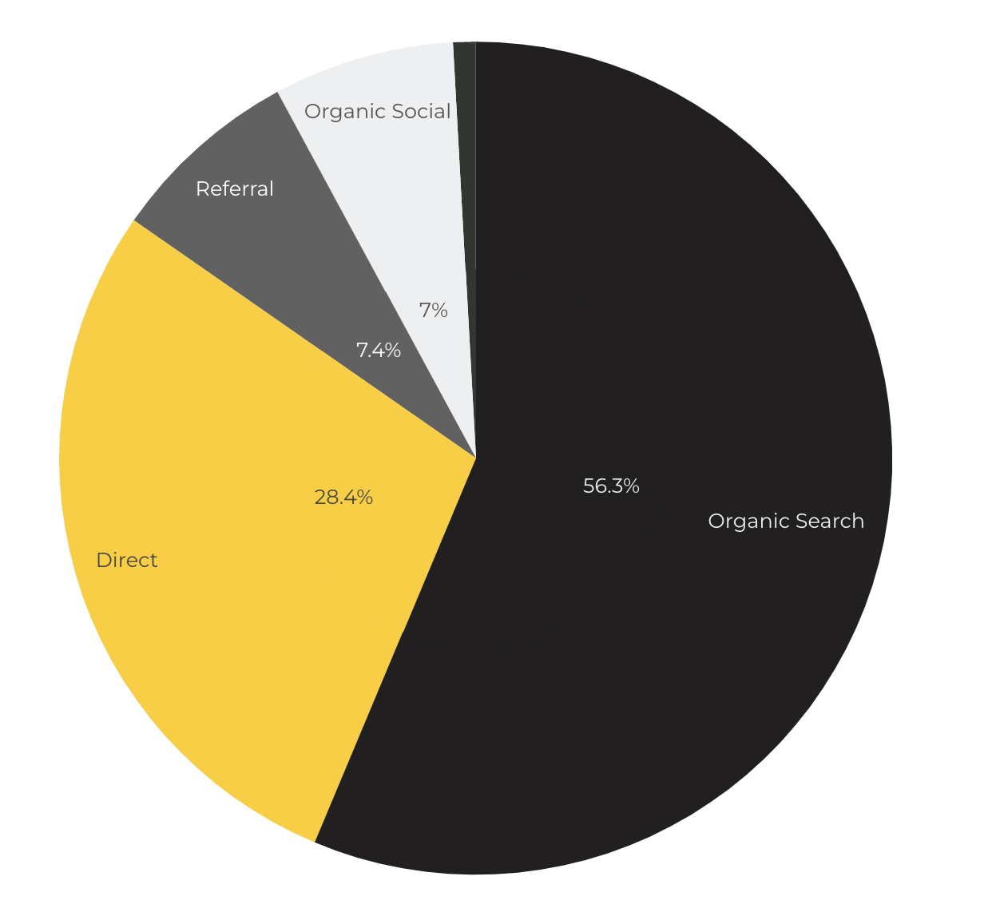 Organic Social
Referral
7%
7.4%
56.3%
28.4%
Organic Search
Direct